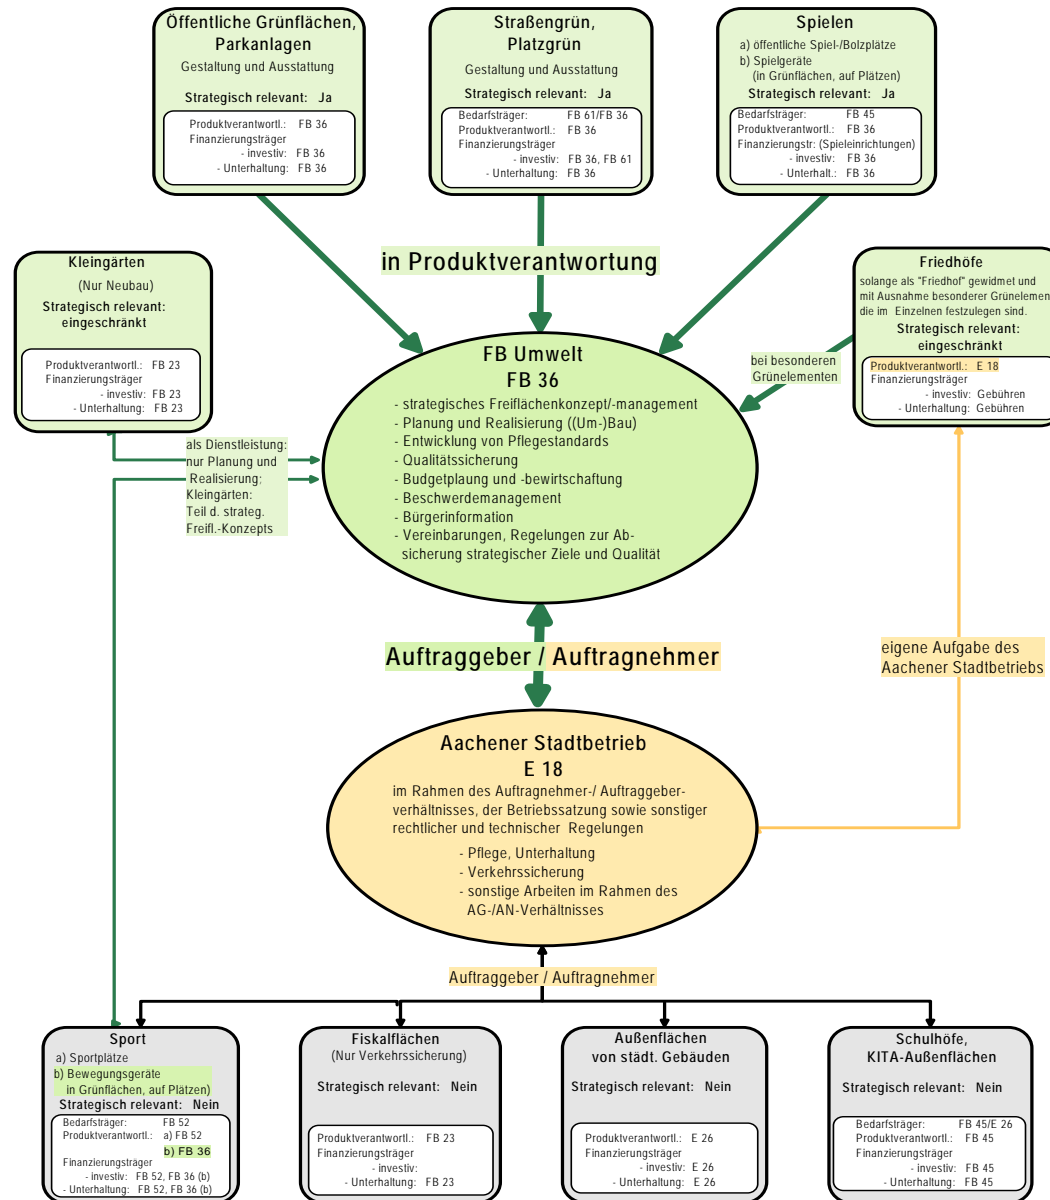 Öffentliche Grünflächen,
Parkanlagen
Gestaltung und Ausstattung
Strategisch relevant: Ja
Produktverantwortl.: FB 36
Finanzierungsträger
- investiv: FB 36
- Unterhaltung: FB 36
Straßengrün,
Platzgrün
Gestaltung und Ausstattung
Strategisch relevant: Ja
Bedarfsträger: FB 61/FB 36
Produktverantwortl.: FB 36
Finanzierungsträger
- investiv: FB 36, FB 61
- Unterhaltung: FB 36
Spielen
a) öffentliche Spiel-/Bolzplätze
b) Spielgeräte
(in Grünflächen, auf Plätzen)
Strategisch relevant: Ja
Bedarfsträger: FB 45
Produktverantwortl.: FB 36
Finanzierungstr: (Spieleinrichtungen)
- investiv: FB 36
- Unterhalt.: FB 36
in Produktverantwortung
Kleingärten
(Nur Neubau)
Strategisch relevant:
eingeschränkt
Produktverantwortl.: FB 23
Finanzierungsträger
- investiv: FB 23
- Unterhaltung: FB 23
Friedhöfe
solange als "Friedhof" gewidmet und
mit Ausnahme besonderer Grünelemen
die im Einzelnen festzulegen sind.
Strategisch relevant:
eingeschränkt
Produktverantwortl.: E 18
Finanzierungsträger
- investiv: Gebühren
- Unterhaltung: Gebühren
bei besonderen
Grünelementen
FB Umwelt
FB 36
- strategisches Freiflächenkonzept/-management
- Planung und Realisierung ((Um-)Bau)
- Entwicklung von Pflegestandards
- Qualitätssicherung
- Budgetplaung und -bewirtschaftung
- Beschwerdemanagement
- Bürgerinformation
- Vereinbarungen, Regelungen zur Ab-
sicherung strategischer Ziele und Qualität
als Dienstleistung:
nur Planung und
Realisierung;
Kleingärten:
Teil d. strateg.
Freifl.-Konzepts
Auftraggeber / Auftragnehmer
eigene Aufgabe des
Aachener Stadtbetriebs
Aachener Stadtbetrieb
E 18
im Rahmen des Auftragnehmer-/ Auftraggeber-
verhältnisses, der Betriebssatzung sowie sonstiger
rechtlicher und technischer Regelungen
- Pflege, Unterhaltung
- Verkehrssicherung
- sonstige Arbeiten im Rahmen des
AG-/AN-Verhältnisses
Auftraggeber / Auftragnehmer
Sport
a) Sportplätze
b) Bewegungsgeräte
in Grünflächen, auf Plätzen)
Strategisch relevant: Nein
Bedarfsträger: FB 52
Produktverantwortl.: a) FB 52
b) FB 36
Finanzierungsträger
- investiv: FB 52, FB 36 (b)
- Unterhaltung: FB 52, FB 36 (b)
Fiskalflächen
(Nur Verkehrssicherung)
Strategisch relevant: Nein
Produktverantwortl.: FB 23
Finanzierungsträger
- investiv:
- Unterhaltung: FB 23
Außenflächen
von städt. Gebäuden
Strategisch relevant: Nein
Produktverantwortl.: E 26
Finanzierungsträger
- investiv: E 26
- Unterhaltung: E 26
Schulhöfe,
KITA-Außenflächen
Strategisch relevant: Nein
Bedarfsträger: FB 45/E 26
Produktverantwortl.: FB 45
Finanzierungsträger
- investiv: FB 45
- Unterhaltung: FB 45